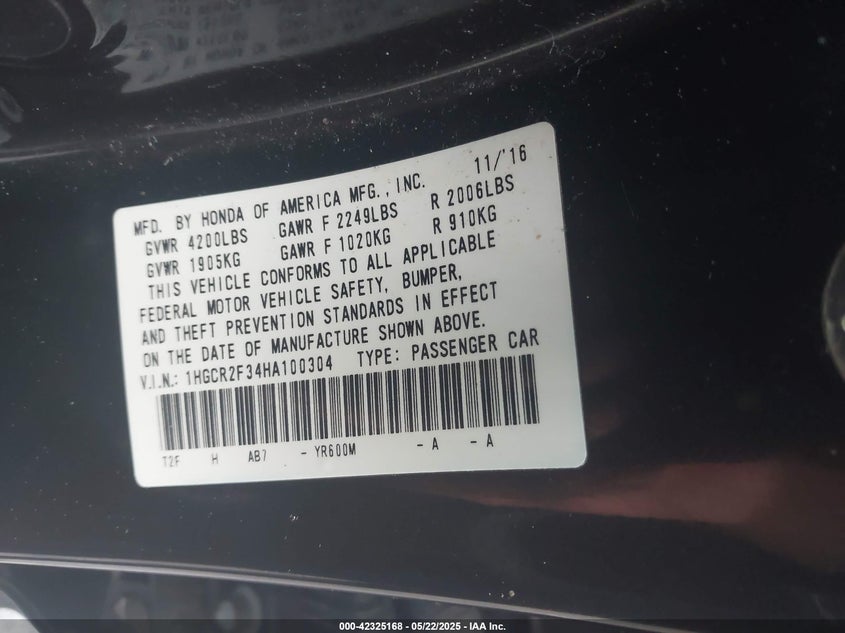 11/'16
MFD. BY HONDA OF AMERICA MFG., INC.
GVWR 4200LBS GAWR F 2249LBS R 2006LBS
GVWR 1905KG GAWR F 1020KG R 910KG
THIS VEHICLE CONFORMS TO ALL APPLICABLE
FEDERAL MOTOR VEHICLE SAFETY, BUMPER,
AND THEFT PREVENTION STANDARDS IN EFFECT
ON THE DATE OF MANUFACTURE SHOWN ABOVE.
V.I.N.: 1HGCR2F34HA100304 TYPE: PASSENGER CAR
T2F H AB7 - YR600M - A - A
000-42325168 - 05/22/2025 - IAA Inc.